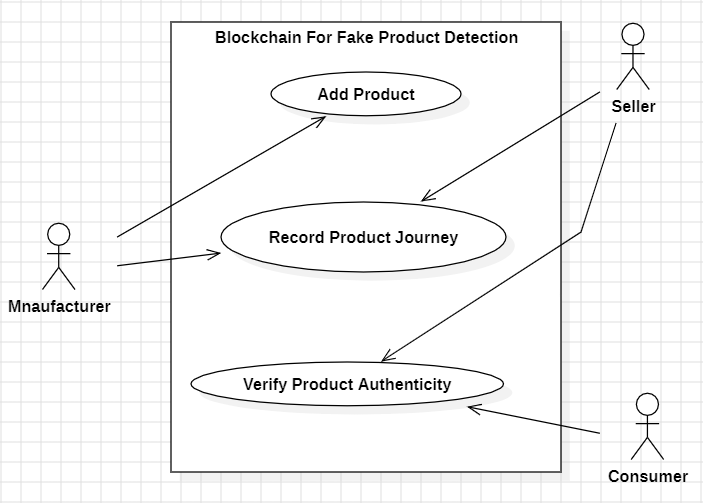 Blockchain For Fake Product Detection
Add Product
Seller
Record Product Journey
Mnaufacturer
Verify Product Authenticity
Consumer